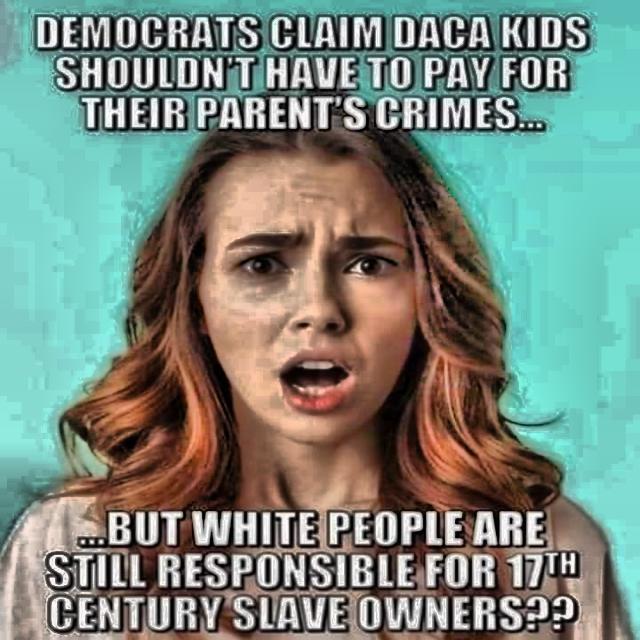 DEMOCRATS CLAIM DACA KIDS
SHOULDN'T HAVE TO PAY FOR
THEIR PARENT'S CRIMES...
...BUT WHITE PEOPLE ARE
STILL RESPONSIBLE FOR 17TH
CENTURY SLAVE OWNERS??